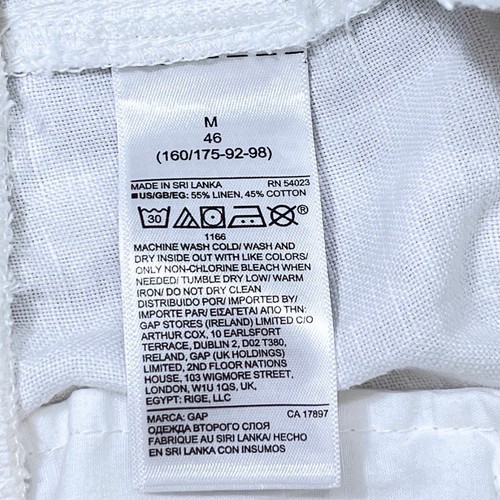 M
46
(160/175-92-98)
MADE IN SRI LANKA RN 54023
■US/GB/EG: 55% LINEN, 45% COTTON
30
1166
MACHINE WASH COLD/ WASH AND
DRY INSIDE OUT WITH LIKE COLORS/
ONLY NON-CHLORINE BLEACH WHEN
NEEDED/ TUMBLE DRY LOW/ WARM
IRON/ DO NOT DRY CLEAN
DISTRIBUIDO POR/ IMPORTED BY/
IMPORTE PAR/ ΕΙΣΑΓΕΤΑΙ ΑΠΟ ΤΗΝ:
GAP STORES (IRELAND) LIMITED C/O
ARTHUR COX, 10 EARLSFORT
TERRACE, DUBLIN 2, D02 T380,
IRELAND, GAP (UK HOLDINGS)
LIMITED, 2ND FLOOR NATIONS
HOUSE, 103 WIGMORE STREET,
LONDON, W1U 1QS, UK,
EGYPT: RIGE, LLC
MARCA: GAP CA 17897
ОДЕЖДА ВТОРОГО СЛОЯ
FABRIQUE AU SIRI LANKA/ HECHO
EN SRI LANKA CON INSUMOS